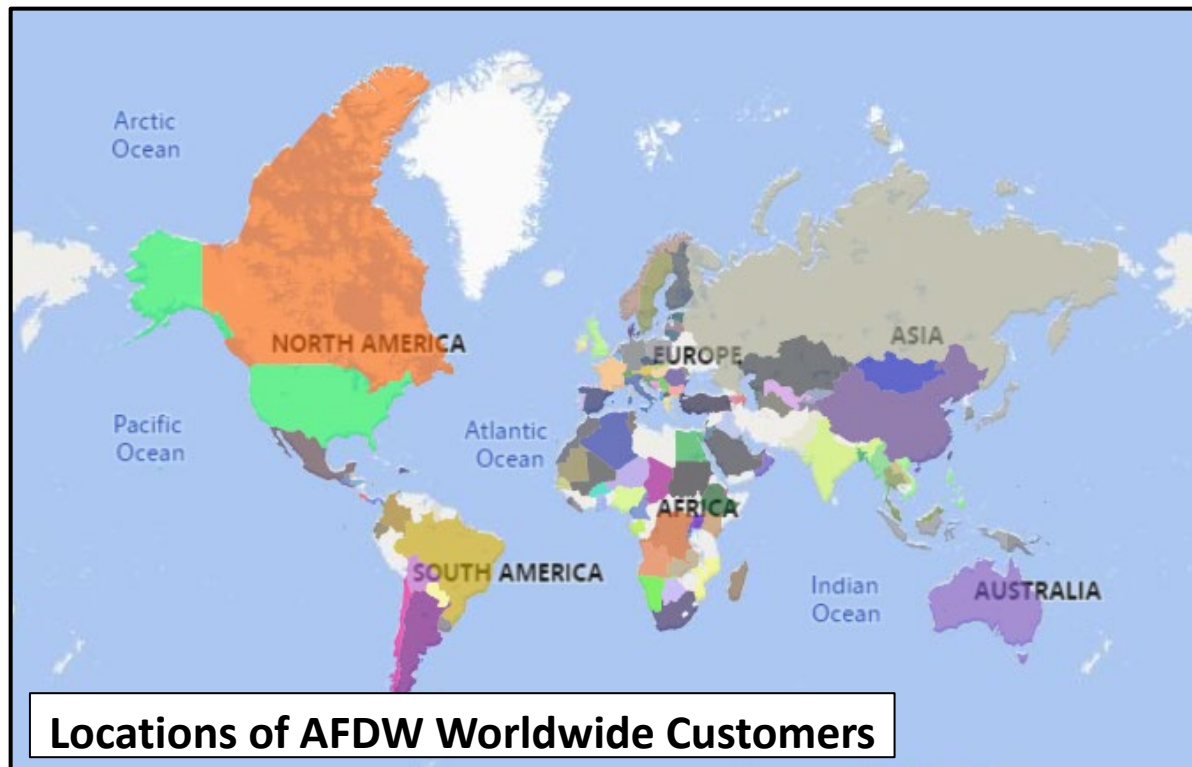 Arctic
Ocean
NORTH AMERICA
EUROPE
ASIA
Pacific
Ocean
Atlantic
Ocean
AFRICA
SOUTH AMERICA
Indian
Ocean
AUSTRALIA
Locations of AFDW Worldwide Customers